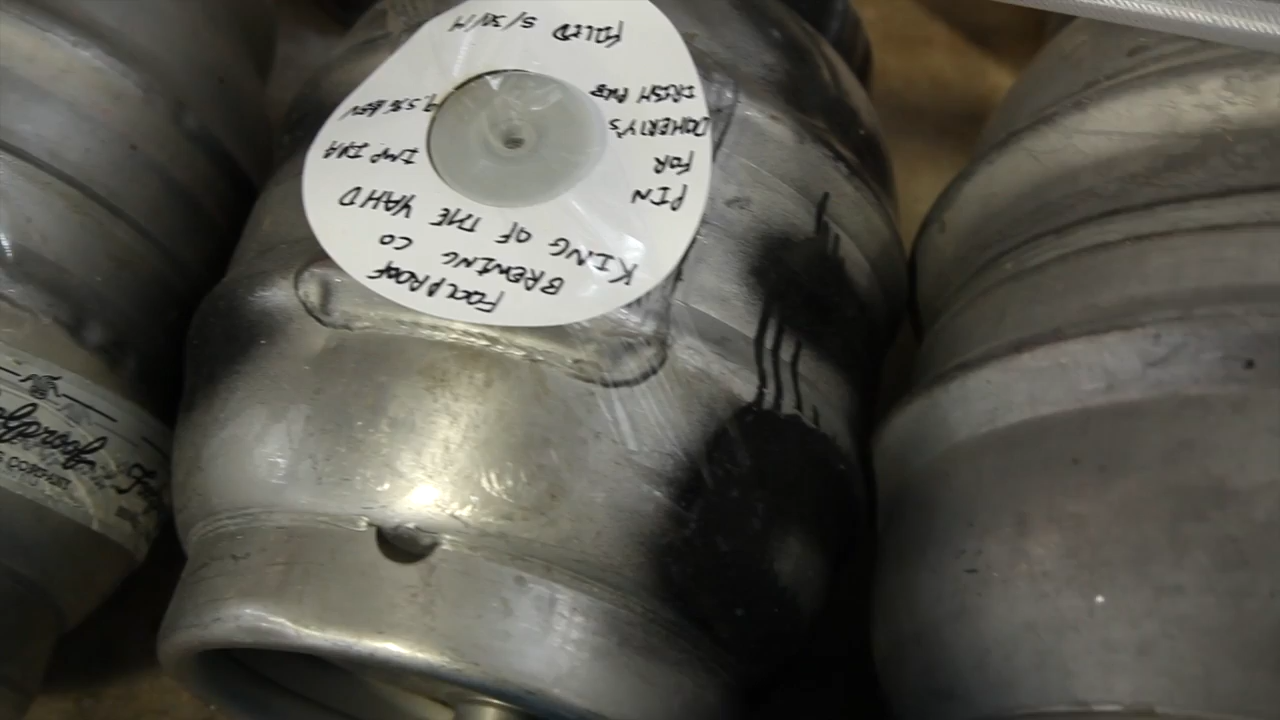 FOOLPROOF
BREWING CO
KING OF THE YAH'D
IMP IPA
9.5% ABV
PIN
FOR
DOHERTY'S
IRISH PUB
FILLED 5/30/14